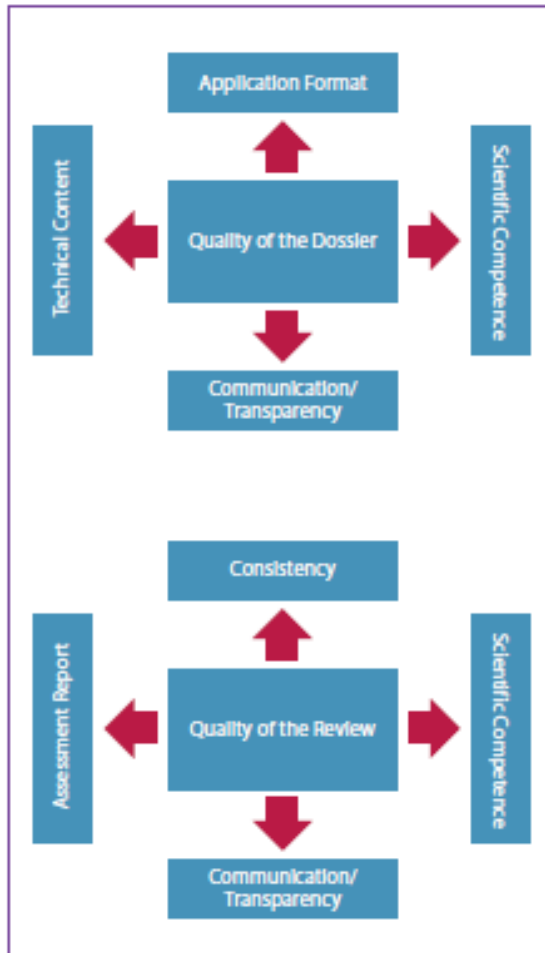 Application Format
Technical Content
Quality of the Dossier
Scientific Competence
Communication/
Transparency
Consistency
Assessment Report
Quality of the Review
Scientific Competence
Communication/
Transparency